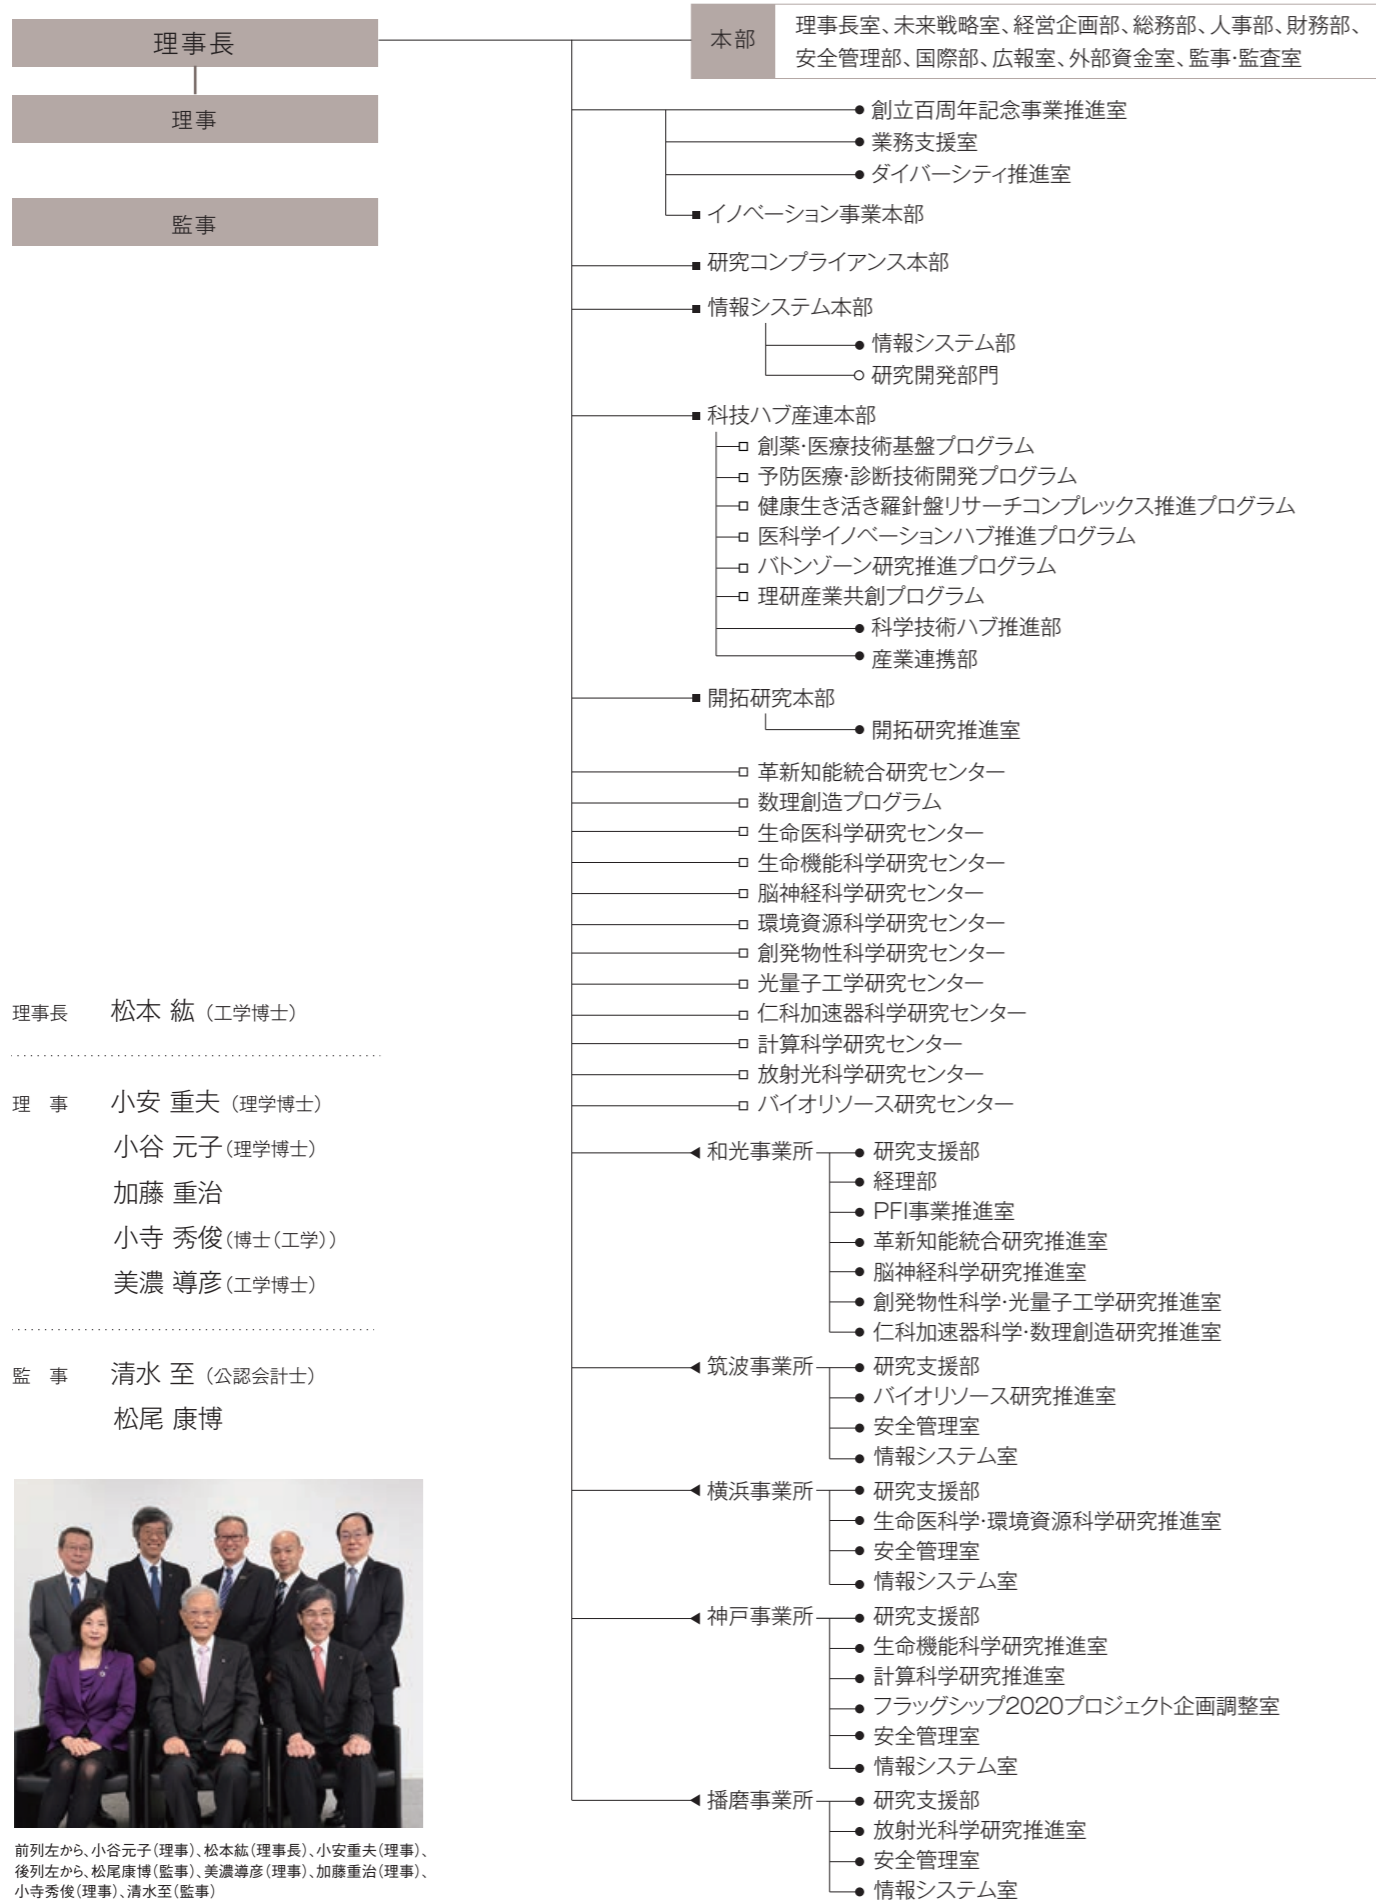 理事長
理事
監事
本部
理事長室、未来戦略室、経営企画部、総務部、人事部、財務部、
安全管理部、国際部、広報室、外部資金室、監事・監査室
創立百周年記念事業推進室
業務支援室
ダイバーシティ推進室
イノベーション事業本部
研究コンプライアンス本部
情報システム本部
情報システム部
研究開発部門
科技ハブ産連本部
創薬・医療技術基盤プログラム
予防医療・診断技術開発プログラム
健康生き活き羅針盤リサーチコンプレックス推進プログラム
医科学イノベーションハブ推進プログラム
バトンゾーン研究推進プログラム
理研産業共創プログラム
科学技術ハブ推進部
産業連携部
開拓研究本部
開拓研究推進室
革新知能統合研究センター
数理創造プログラム
生命医科学研究センター
生命機能科学研究センター
脳神経科学研究センター
環境資源科学研究センター
創発物性科学研究センター
光量子工学研究センター
仁科加速器科学研究センター
計算科学研究センター
放射光科学研究センター
バイオリソース研究センター
和光事業所
研究支援部
経理部
PFI事業推進室
革新知能統合研究推進室
脳神経科学研究推進室
創発物性科学・光量子工学研究推進室
仁科加速器科学・数理創造研究推進室
筑波事業所
研究支援部
バイオリソース研究推進室
安全管理室
情報システム室
横浜事業所
研究支援部
生命医科学・環境資源科学研究推進室
安全管理室
情報システム室
神戸事業所
研究支援部
生命機能科学研究推進室
計算科学研究推進室
フラッグシップ2020プロジェクト企画調整室
安全管理室
情報システム室
播磨事業所
研究支援部
放射光科学研究推進室
安全管理室
情報システム室
理事長 松本 紘（工学博士）
理 事 小安 重夫（理学博士）
小谷 元子（理学博士）
加藤 重治
小寺 秀俊（博士（工学））
美濃 導彦（工学博士）
監 事 清水 至（公認会計士）
松尾 康博
前列左から、小谷元子（理事）、松本紘（理事長）、小安重夫（理事）、
後列左から、松尾康博（監事）、美濃導彦（理事）、加藤重治（理事）、
小寺秀俊（理事）、清水至（監事）